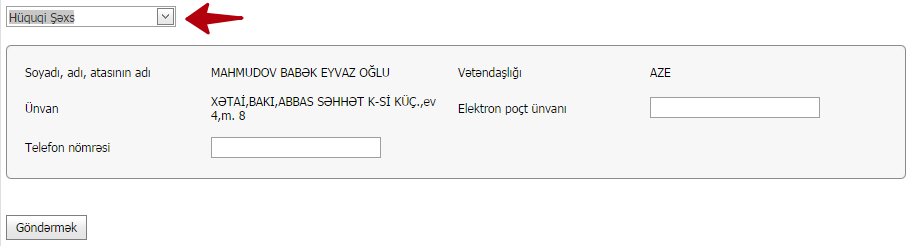 Hüquqi Şəxs
Soyadı, adı, atasının adı MAHMUDOV BABƏK EYVAZ OĞLU Vətəndaşlığı AZE
Ünvan XƏTAİ,BAKI,ABBAS SƏHHƏT K-Sİ KÜÇ.,ev
4,m. 8
Elektron poçt ünvanı
Telefon nömrəsi
Göndərmək